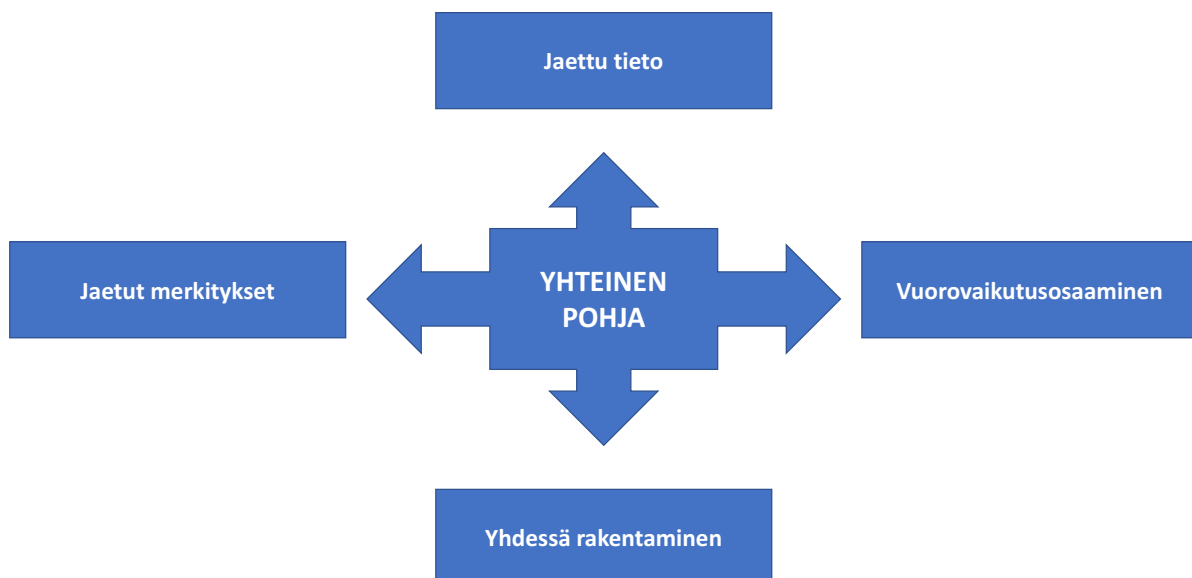 Jaettu tieto
Jaetut merkitykset
YHTEINEN
POHJA
Vuorovaikutusosaaminen
Yhdessä rakentaminen